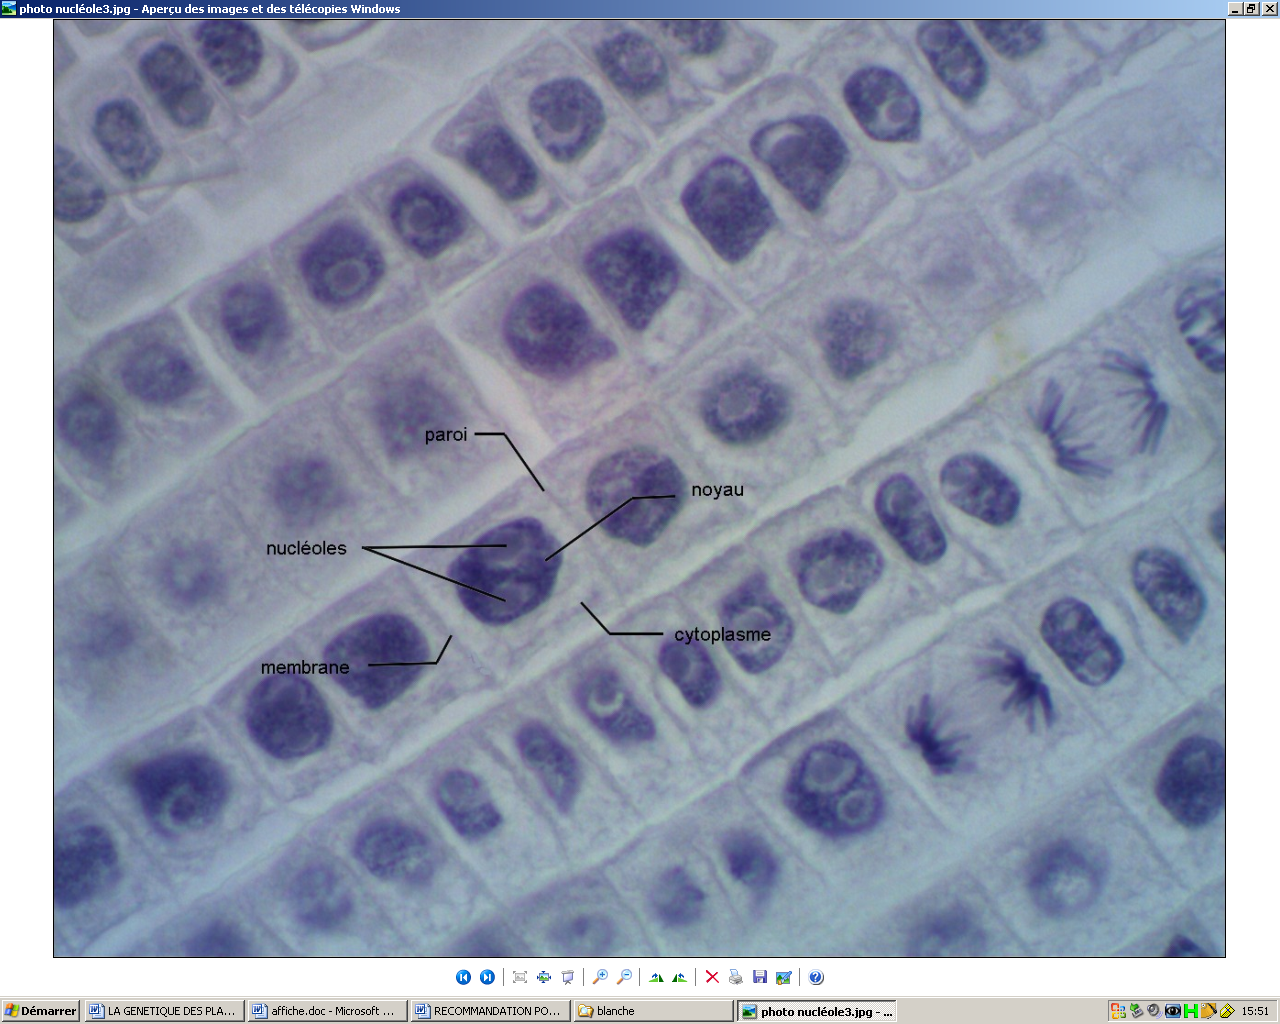 photo nucléole3.jpg - Aperçu des images et des télécopies Windows
paroi
noyau
nucléoles
cytoplasme
membrane
Démarrer
LA GENETIQUE DES PLA...
affiche.doc - Microsoft ...
RECOMMANDATION PO...
blanche
photo nucléole3.jpg - ...
15:51